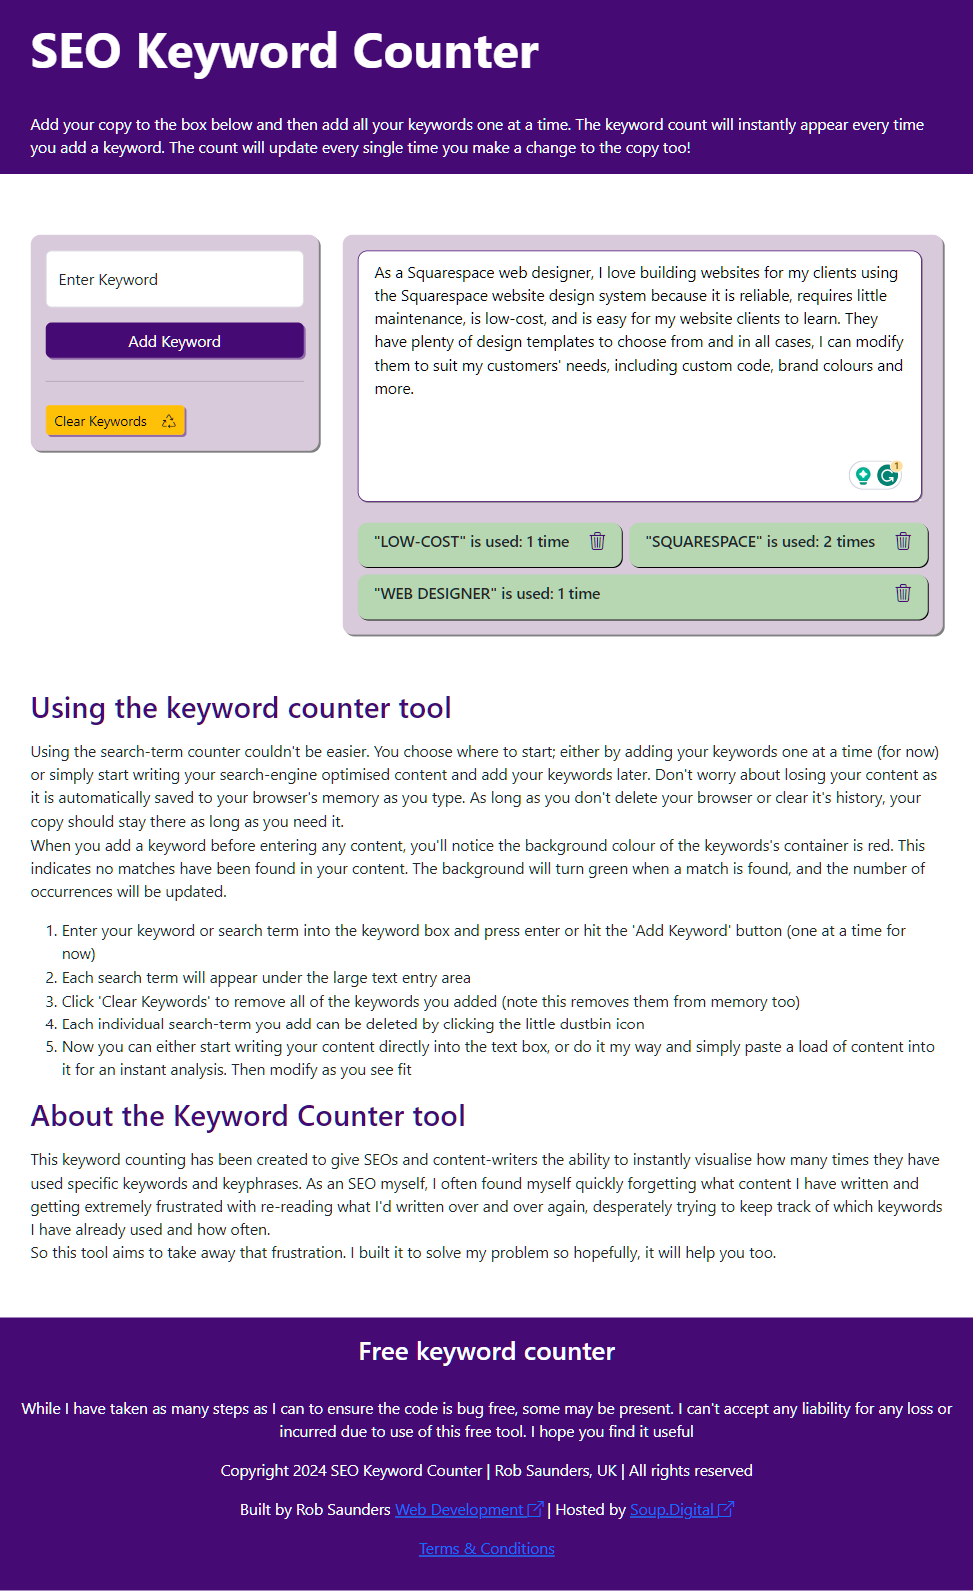 SEO Keyword Counter
Add your copy to the box below and then add all your keywords one at a time. The keyword count will instantly appear every time
you add a keyword. The count will update every single time you make a change to the copy too!
Enter Keyword
Add Keyword
Clear Keywords
As a Squarespace web designer, I love building websites for my clients using
the Squarespace website design system because it is reliable, requires little
maintenance, is low-cost, and is easy for my website clients to learn. They
have plenty of design templates to choose from and in all cases, I can modify
them to suit my customers' needs, including custom code, brand colours and
more.
1
"LOW-COST" is used: 1 time
"SQUARESPACE" is used: 2 times
"WEB DESIGNER" is used: 1 time
Using the keyword counter tool
Using the search-term counter couldn't be easier. You choose where to start; either by adding your keywords one at a time (for now)
or simply start writing your search-engine optimised content and add your keywords later. Don't worry about losing your content as
it is automatically saved to your browser's memory as you type. As long as you don't delete your browser or clear it's history, your
copy should stay there as long as you need it.
When you add a keyword before entering any content, you'll notice the background colour of the keywords's container is red. This
indicates no matches have been found in your content. The background will turn green when a match is found, and the number of
occurrences will be updated.
1. Enter your keyword or search term into the keyword box and press enter or hit the 'Add Keyword' button (one at a time for
now)
2. Each search term will appear under the large text entry area
3. Click 'Clear Keywords' to remove all of the keywords you added (note this removes them from memory too)
4. Each individual search-term you add can be deleted by clicking the little dustbin icon
5. Now you can either start writing your content directly into the text box, or do it my way and simply paste a load of content into
it for an instant analysis. Then modify as you see fit
About the Keyword Counter tool
This keyword counting has been created to give SEOs and content-writers the ability to instantly visualise how many times they have
used specific keywords and keyphrases. As an SEO myself, I often found myself quickly forgetting what content I have written and
getting extremely frustrated with re-reading what I'd written over and over again, desperately trying to keep track of which keywords
I have already used and how often.
So this tool aims to take away that frustration. I built it to solve my problem so hopefully, it will help you too.
Free keyword counter
While I have taken as many steps as I can to ensure the code is bug free, some may be present. I can't accept any liability for any loss or
incurred due to use of this free tool. I hope you find it useful
Copyright 2024 SEO Keyword Counter | Rob Saunders, UK | All rights reserved
Built by Rob Saunders Web Development | Hosted by Soup.Digital
Terms & Conditions